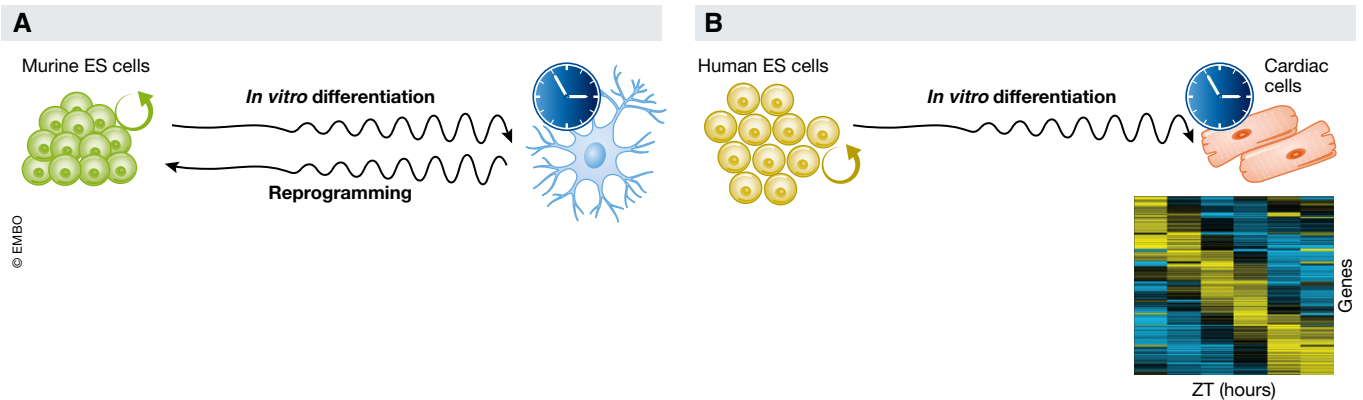 A
Murine ES cells
In vitro differentiation
Reprogramming
© EMBO
B
Human ES cells
In vitro differentiation
Cardiac
cells
Genes
ZT (hours)